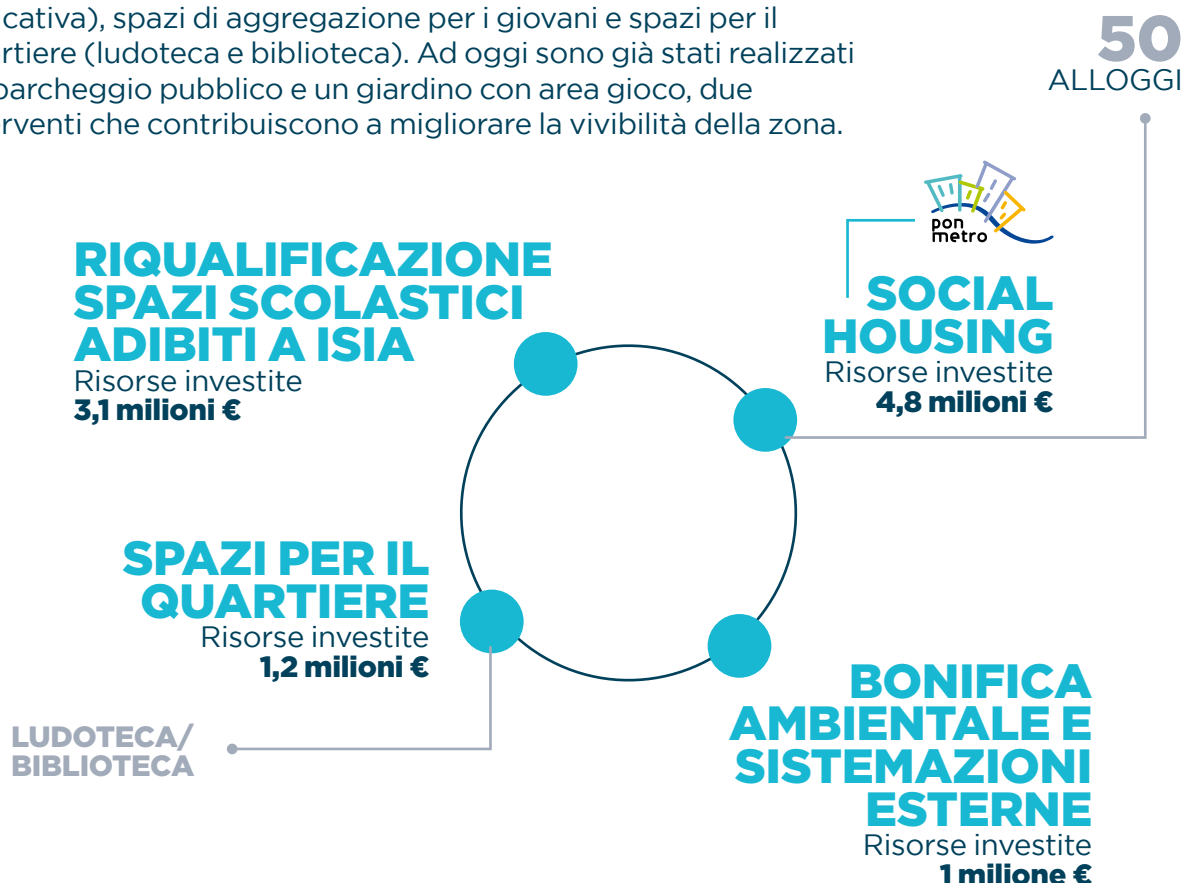 cativa), spazi di aggregazione per i giovani e spazi per il
rtiere (ludoteca e biblioteca). Ad oggi sono già stati realizzati
parcheggio pubblico e un giardino con area gioco, due
rventi che contribuiscono a migliorare la vivibilità della zona.
50
ALLOGGI
pon
metro
RIQUALIFICAZIONE
SPAZI SCOLASTICI
ADIBITI A ISIA
Risorse investite
3,1 milioni €
SOCIAL
HOUSING
Risorse investite
4,8 milioni €
SPAZI PER IL
QUARTIERE
Risorse investite
1,2 milioni €
LUDOTECA/
BIBLIOTECA
BONIFICA
AMBIENTALE E
SISTEMAZIONI
ESTERNE
Risorse investite
1 milione €